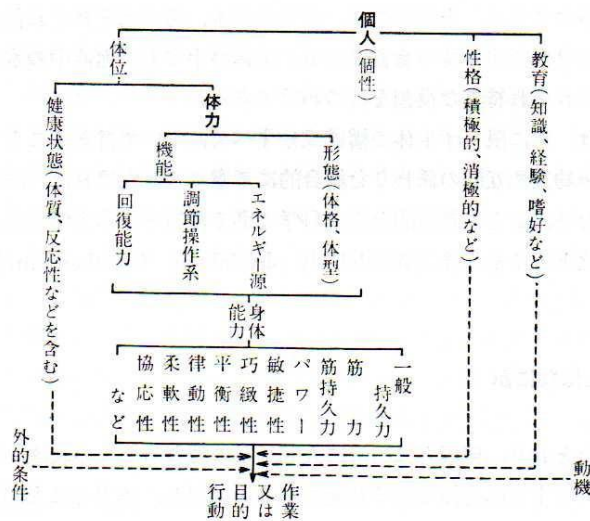 個人(個性)
教育(知識、経験、嗜好など)
性格(積極的、消極的など)
体位
体力
健康状態(体質、反応性などを含む)
形態(体格、体型)
機能
エネルギー源
調節操作系
回復能力
身体
能力
一般
持久力
筋力
筋持久力
パワー
敏捷性
巧緻性
平衡性
律動性
柔軟性
協応性
など
動機
外的条件
作業
又は
目的
行動